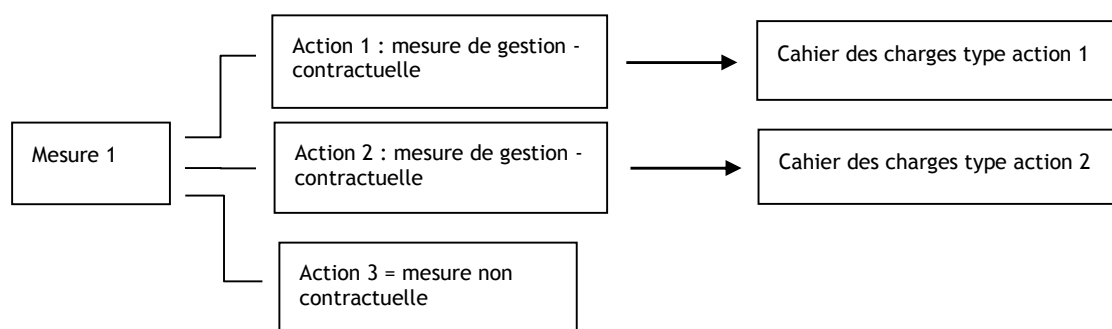 Action 1 : mesure de gestion -
contractuelle
Cahier des charges type action 1
Mesure 1
Action 2 : mesure de gestion -
contractuelle
Cahier des charges type action 2
Action 3 = mesure non
contractuelle